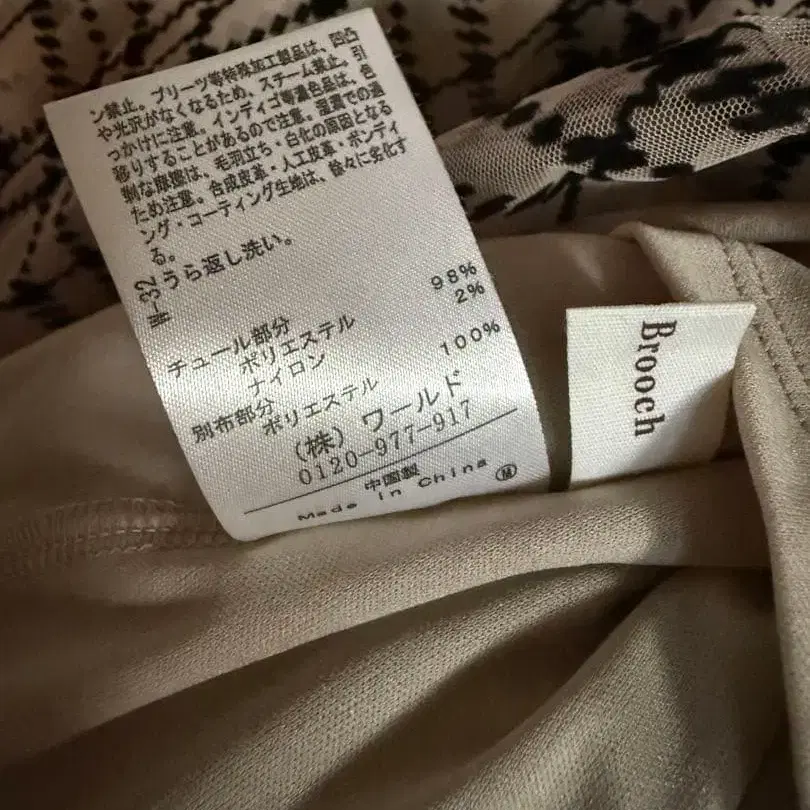 ン禁止。プリーツ等特殊加工製品は、凹凸
や光沢がなくなるため、スチーム禁止。引
っかけに注意。インディゴ等濃色品は、色
移りすることがあるので注意。湿潤での過
剰な摩擦は、毛羽立ち・白化の原因となる
ため注意。合成皮革・人工皮革・ボンディ
ング・コーティング生地は、徐々に劣化す
る。
W-32
うら返し洗い。
チュール部分
ポリエステル 98%
ナイロン 2%
別布部分
ポリエステル 100%
(株) ワールド
0120-977-917
中国製
Made in China
M
Brooch